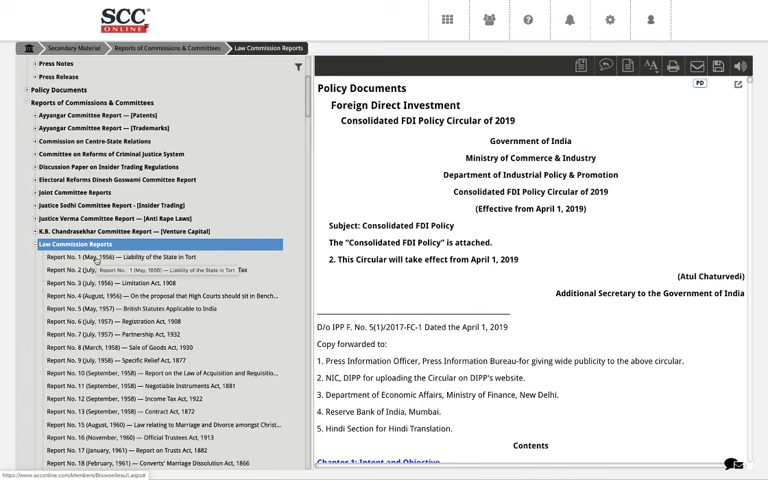 SCC
ONLINE
Secondary Material
Reports of Commissions & Committees
Law Commission Reports
Press Notes
Press Release
Policy Documents
Reports of Commissions & Committees
Ayyangar Committee Report — [Patents]
Ayyangar Committee Report — [Trademarks]
Commission on Centre-State Relations
Committee on Reforms of Criminal Justice System
Discussion Paper on Insider Trading Regulations
Electoral Reforms Dinesh Goswami Committee Report
Joint Committee Reports
Justice Sodhi Committee Report - [Insider Trading]
Justice Verma Committee Report — [Anti Rape Laws]
K.B. Chandrasekhar Committee Report — [Venture Capital]
Law Commission Reports
Report No. 1 (May, 1956) — Liability of the State in Tort
Report No. 2 (July, Report No. 1 (May, 1956) — Liability of the State in Tort Tax
Report No. 3 (July, 1956) — Limitation Act, 1908
Report No. 4 (August, 1956) — On the proposal that High Courts should sit in Bench...
Report No. 5 (May, 1957) — British Statutes Applicable to India
Report No. 6 (July, 1957) — Registration Act, 1908
Report No. 7 (July, 1957) — Partnership Act, 1932
Report No. 8 (March, 1958) — Sale of Goods Act, 1930
Report No. 9 (July, 1958) — Specific Relief Act, 1877
Report No. 10 (September, 1958) — Report on the Law of Acquisition and Requisitio...
Report No. 11 (September, 1958) — Negotiable Instruments Act, 1881
Report No. 12 (September, 1958) — Income Tax Act, 1922
Report No. 13 (September, 1958) — Contract Act, 1872
Report No. 15 (August, 1960) — Law relating to Marriage and Divorce amongst Christ...
Report No. 16 (November, 1960) — Official Trustees Act, 1913
Report No. 17 (January, 1961) — Report on Trusts Act, 1882
Report No. 18 (February, 1961) — Converts' Marriage Dissolution Act, 1866
https://www.scconline.com/Members/BrowseResult.aspx#
PD
Policy Documents
Foreign Direct Investment
Consolidated FDI Policy Circular of 2019
Government of India
Ministry of Commerce & Industry
Department of Industrial Policy & Promotion
Consolidated FDI Policy Circular of 2019
(Effective from April 1, 2019)
Subject: Consolidated FDI Policy
The “Consolidated FDI Policy” is attached.
2. This Circular will take effect from April 1, 2019
(Atul Chaturvedi)
Additional Secretary to the Government of India
D/o IPP F. No. 5(1)/2017-FC-1 Dated the April 1, 2019
Copy forwarded to:
1. Press Information Officer, Press Information Bureau-for giving wide publicity to the above circular.
2. NIC, DIPP for uploading the Circular on DIPP's website.
3. Department of Economic Affairs, Ministry of Finance, New Delhi.
4. Reserve Bank of India, Mumbai.
5. Hindi Section for Hindi Translation.
Contents
Chapter 1: Intent and Objective